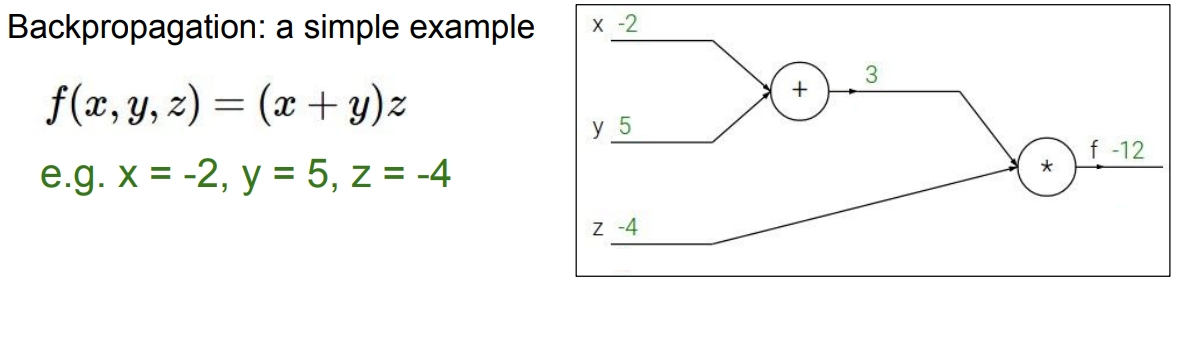 Backpropagation: a simple example
f(x, y, z) = (x + y)z
e.g. x = -2, y = 5, z = -4
x -2
+
3
y 5
*
f -12
z -4